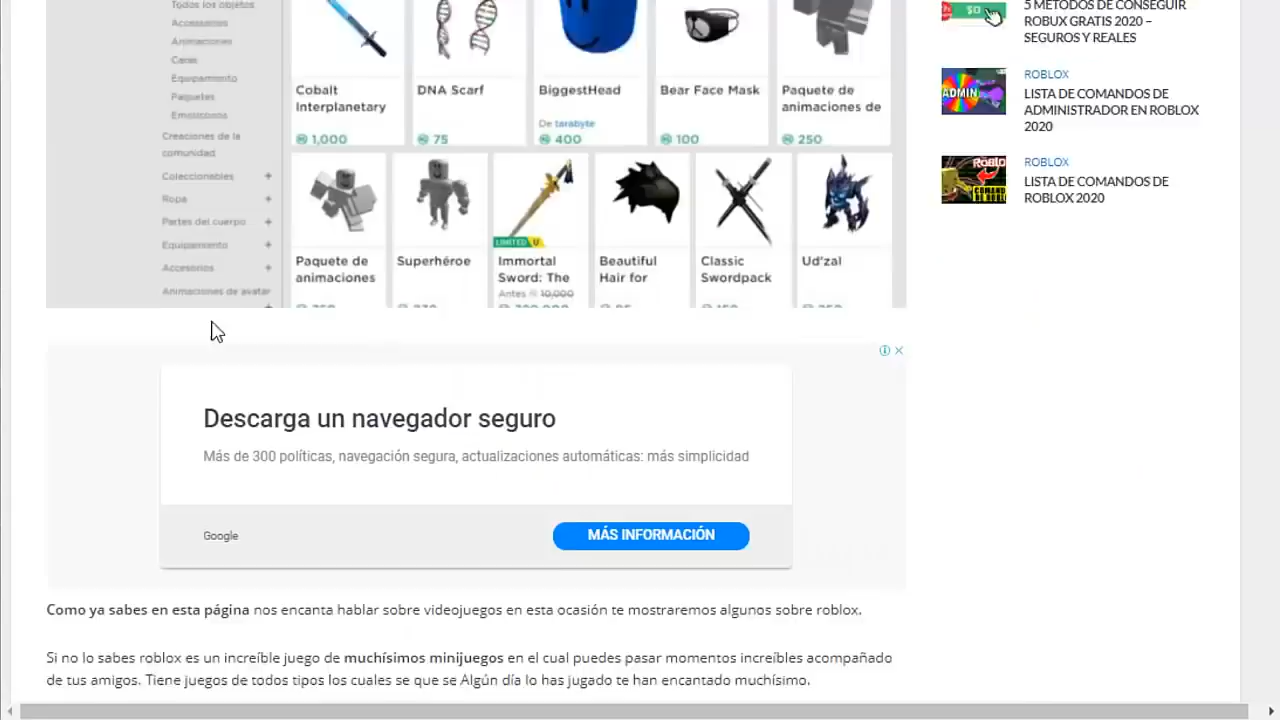 Todos los objetos
Accesorios
Animaciones
Caras
Equipamiento
Paquetes
Emoticonos
Creaciones de la
comunidad
Coleccionables +
Ropa +
Partes del cuerpo +
Equipamiento +
Accesorios +
Animaciones de avatar
Cobalt
Interplanetary
1,000
DNA Scarf
75
BiggestHead
De tarabyte
400
Bear Face Mask
100
Paquete de
animaciones de
250
Paquete de
animaciones
Superhéroe
LIMITED U
Immortal
Sword: The
Antes 10,000
Beautiful
Hair for
Classic
Swordpack
Ud'zal
Descarga un navegador seguro
Más de 300 políticas, navegación segura, actualizaciones automáticas: más simplicidad
Google
MÁS INFORMACIÓN
Como ya sabes en esta página nos encanta hablar sobre videojuegos en esta ocasión te mostraremos algunos sobre roblox.
Si no lo sabes roblox es un increíble juego de muchísimos minijuegos en el cual puedes pasar momentos increíbles acompañado
de tus amigos. Tiene juegos de todos tipos los cuales se que se Algún día lo has jugado te han encantado muchísimo.
$0
5 METODOS DE CONSEGUIR
ROBUX GRATIS 2020 –
SEGUROS Y REALES
ADMIN
ROBLOX
LISTA DE COMANDOS DE
ADMINISTRADOR EN ROBLOX
2020
ROBLOX
LISTA DE COMANDOS DE
ROBLOX 2020